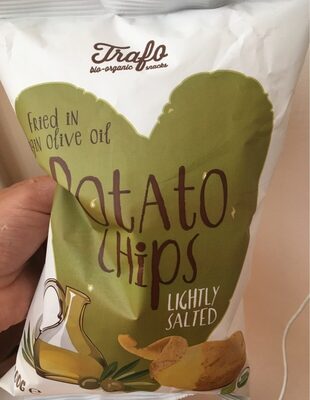 Trafo
bio-organic snacks
FRIED IN
OLIVE OIL
POTATO
CHIPS
LIGHTLY
SALTED